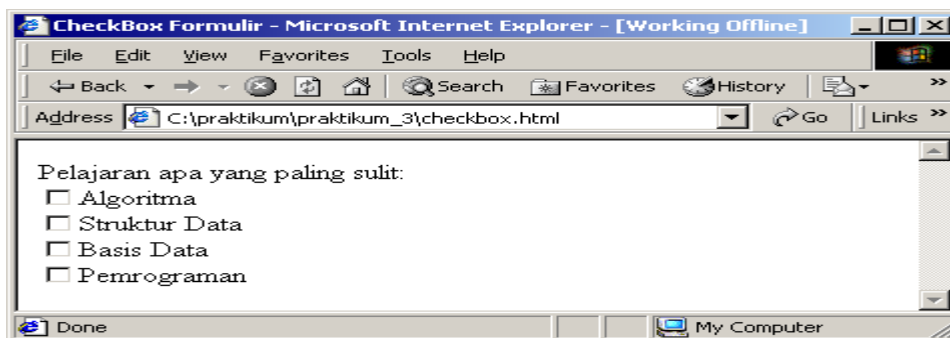 CheckBox Formulir - Microsoft Internet Explorer - [Working Offline]
File Edit View Favorites Tools Help
Back Search Favorites History »
Address C:\praktikum\praktikum_3\checkbox.html Go Links »
Pelajaran apa yang paling sulit:
Algoritma
Struktur Data
Basis Data
Pemrograman
Done My Computer